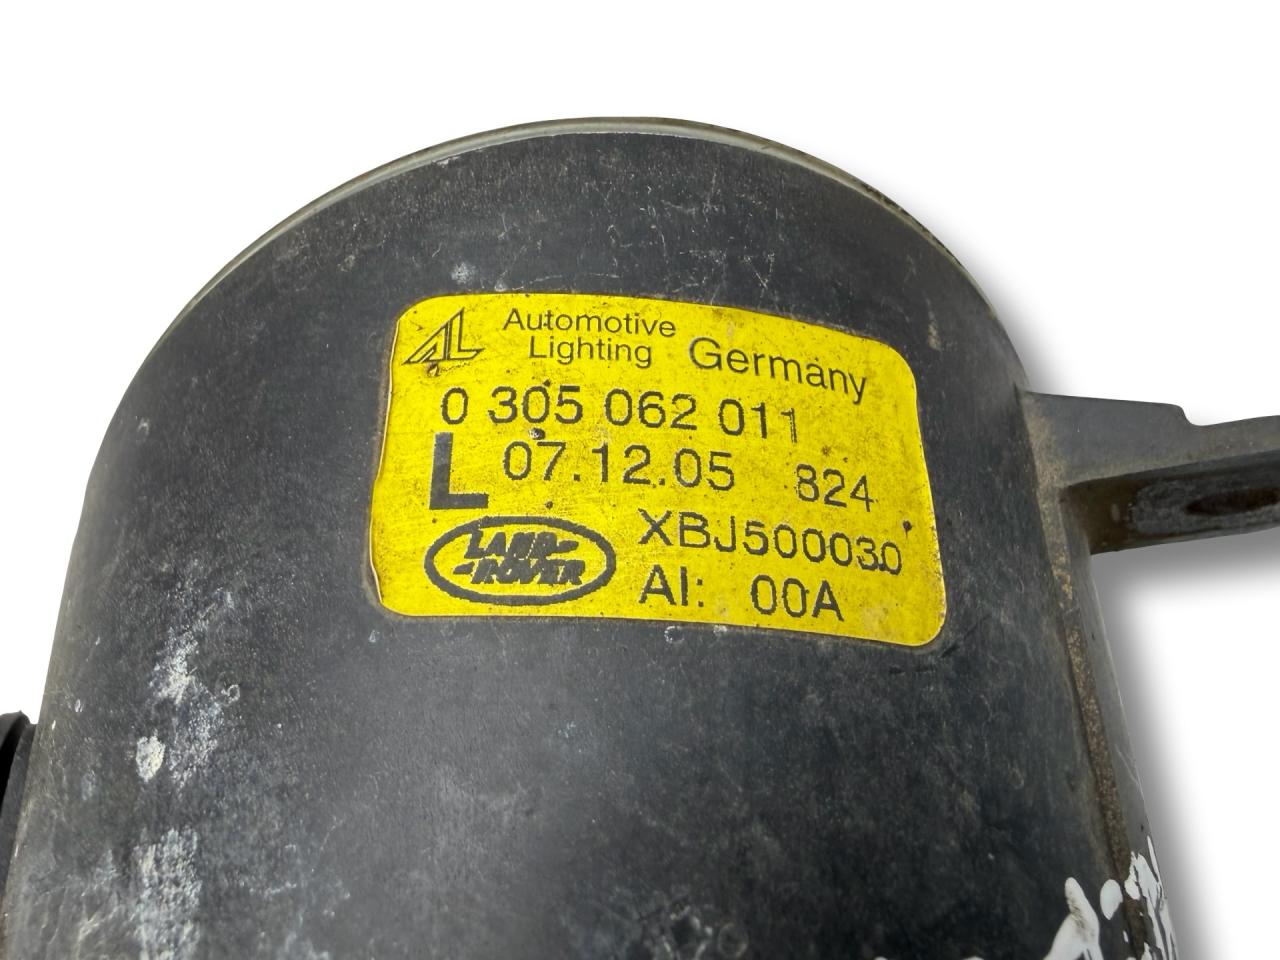 AL Automotive Lighting Germany
0 305 062 011
L 07.12.05 824
LAND-ROVER XBJ500030
AI: 00A